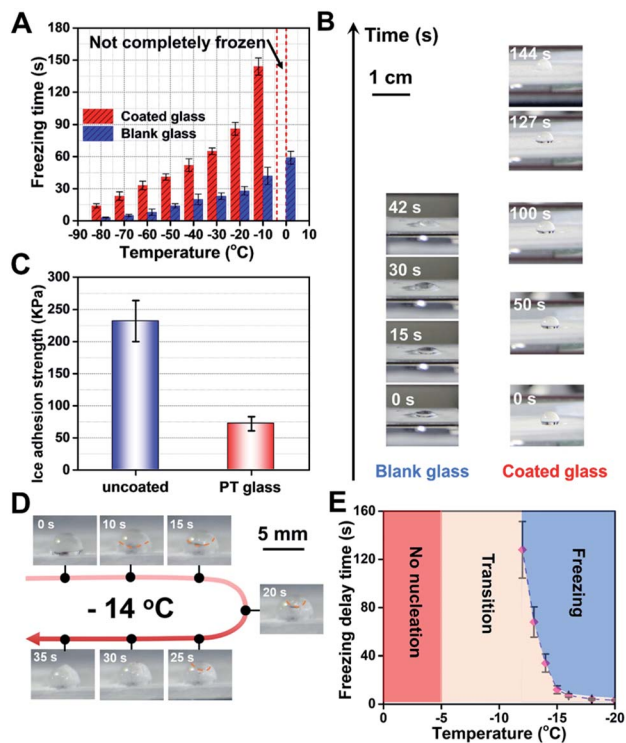 A
Freezing time (s)
180
150
120
90
60
30
0
Not completely frozen
Coated glass
Blank glass
-90 -80 -70 -60 -50 -40 -30 -20 -10 0 10
Temperature (°C)
B
Time (s)
1 cm
144 s
127 s
42 s
100 s
30 s
50 s
15 s
0 s
0 s
Blank glass
Coated glass
C
Ice adhesion strength (KPa)
300
250
200
150
100
50
0
uncoated
PT glass
D
0 s
10 s
15 s
5 mm
- 14 °C
20 s
35 s
30 s
25 s
E
Freezing delay time (s)
160
120
80
40
0
No nucleation
Transition
Freezing
0 -5 -10 -15 -20
Temperature (°C)